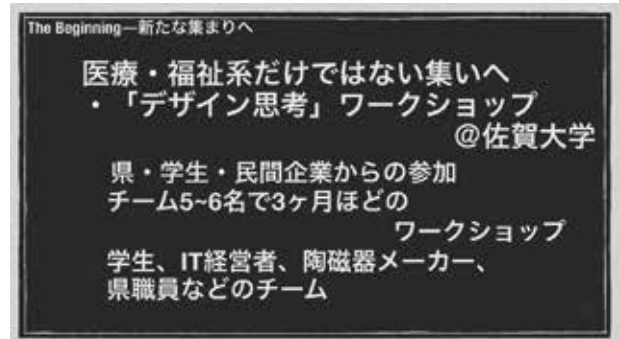 The Beginning—新たな集まりへ
医療・福祉系だけではない集いへ
・「デザイン思考」ワークショップ
@佐賀大学
県・学生・民間企業からの参加
チーム5~6名で3ヶ月ほどの
ワークショップ
学生、IT経営者、陶磁器メーカー、
県職員などのチーム